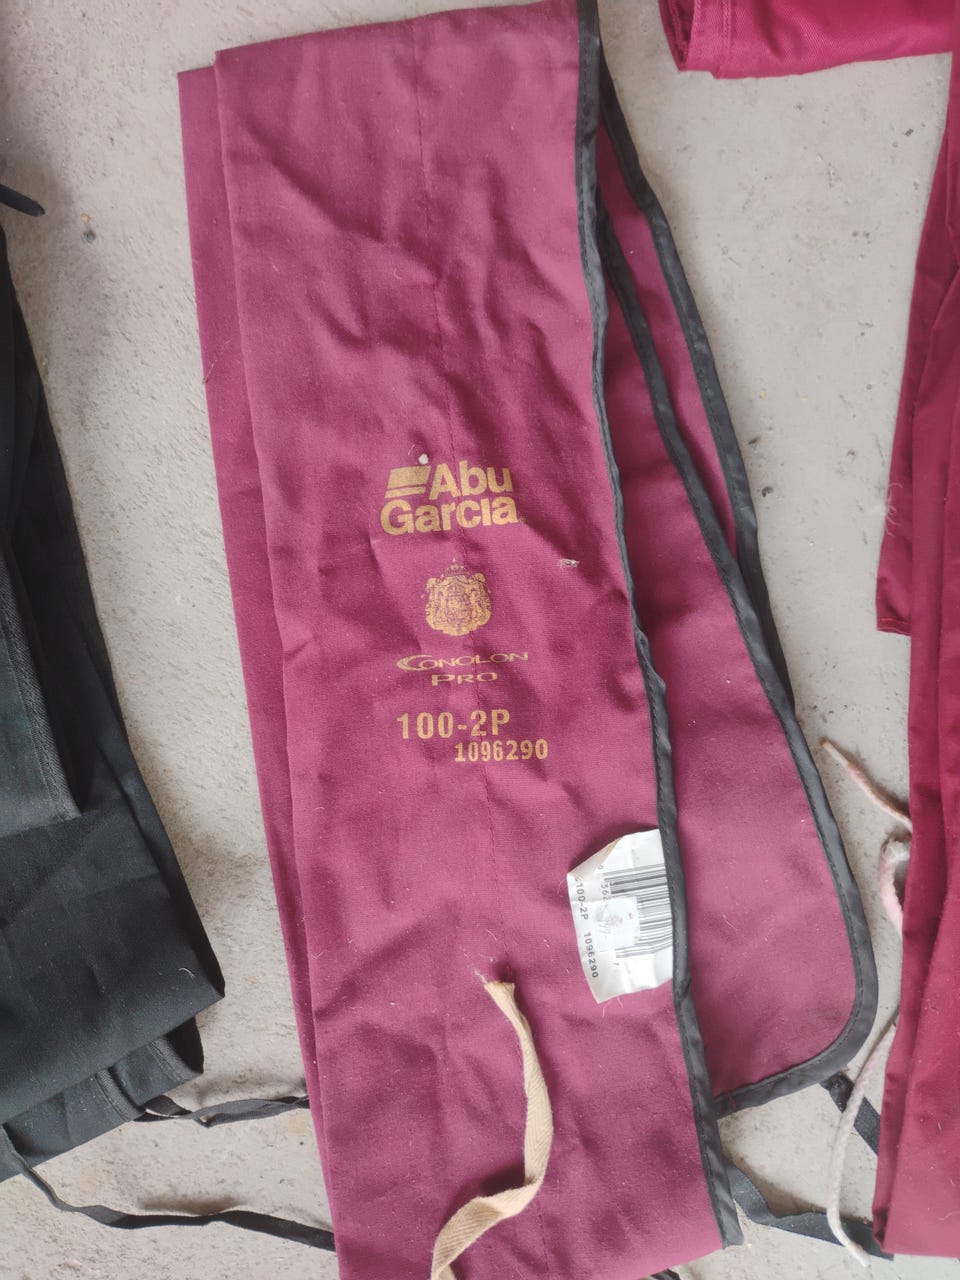 Abu
Garcia
CONOLON
PRO
100-2P
1096290
100-2P 1096290